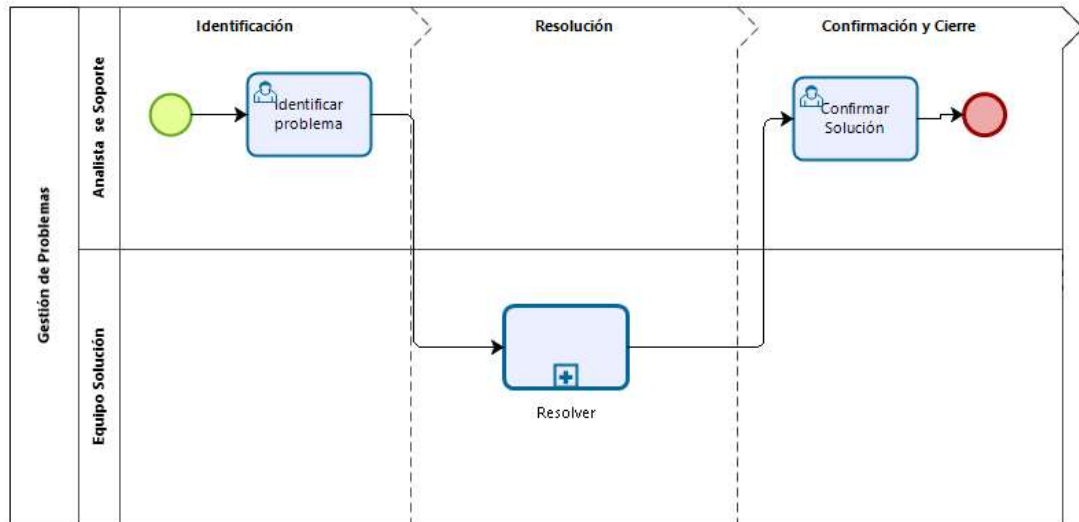 Identificación
Resolución
Confirmación y Cierre
Gestión de Problemas
Analista se Soporte
Identificar
problema
Confirmar
Solución
Equipo Solución
Resolver